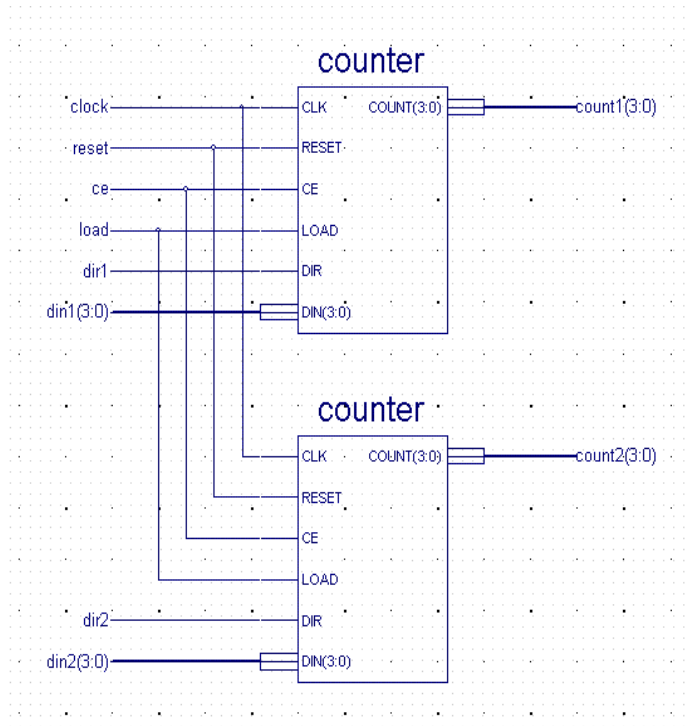 counter
clock CLK COUNT(3:0) count1(3:0)
reset RESET
ce CE
load LOAD
dir1 DIR
din1(3:0) DIN(3:0)
counter
CLK COUNT(3:0) count2(3:0)
RESET
CE
LOAD
dir2 DIR
din2(3:0) DIN(3:0)